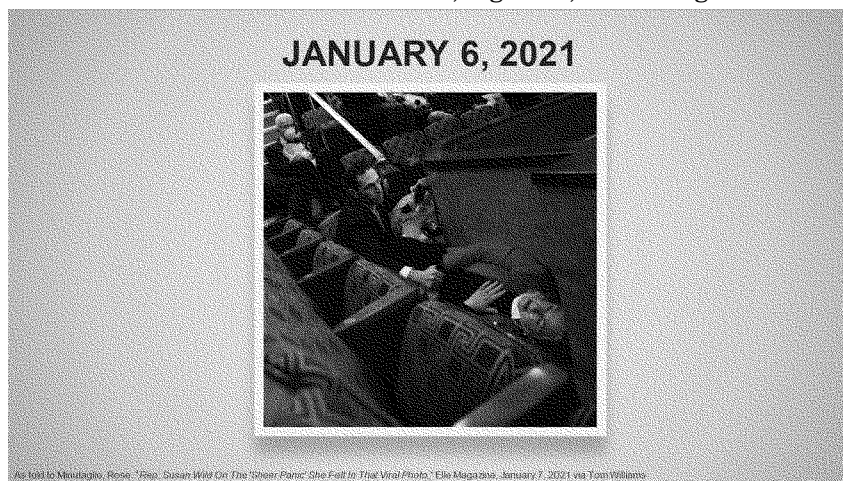 JANUARY 6, 2021
As told to Minutaglio, Rose, "Rep. Susan Wild On The 'Sheer Panic' She Felt In That Viral Photo," Elle Magazine, January 7, 2021 via Tom Williams